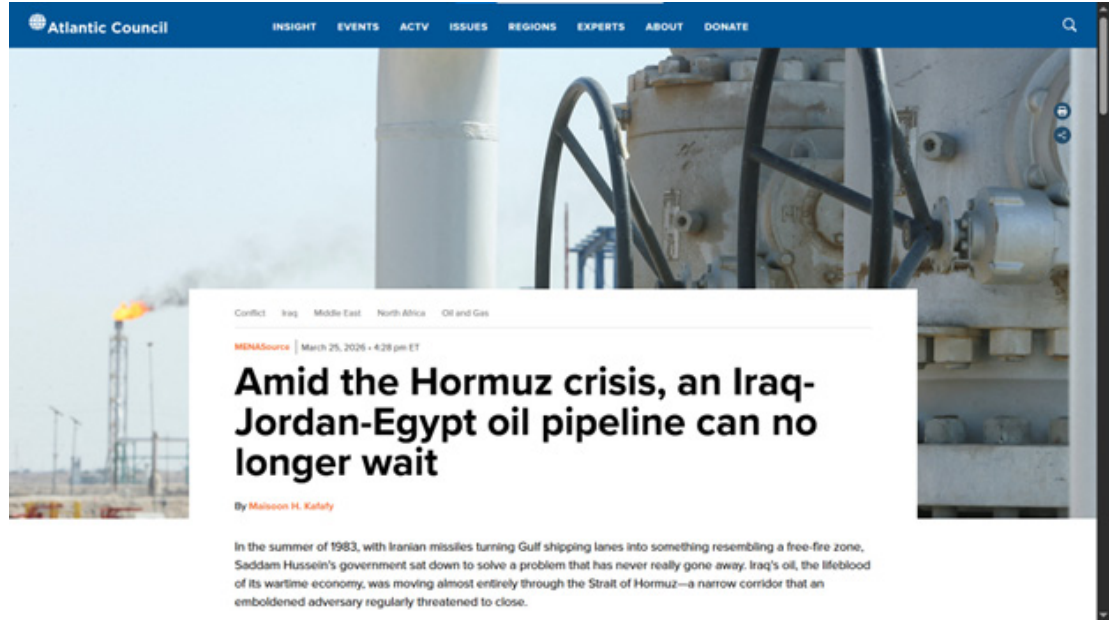 Atlantic Council
INSIGHT EVENTS ACTV ISSUES REGIONS EXPERTS ABOUT DONATE
Conflict Iraq Middle East North Africa Oil and Gas
MENASource | March 25, 2026 • 4:28 pm ET
Amid the Hormuz crisis, an Iraq-
Jordan-Egypt oil pipeline can no
longer wait
By Maisoon H. Kafafy
In the summer of 1983, with Iranian missiles turning Gulf shipping lanes into something resembling a free-fire zone,
Saddam Hussein's government sat down to solve a problem that has never really gone away. Iraq's oil, the lifeblood
of its wartime economy, was moving almost entirely through the Strait of Hormuz—a narrow corridor that an
emboldened adversary regularly threatened to close.